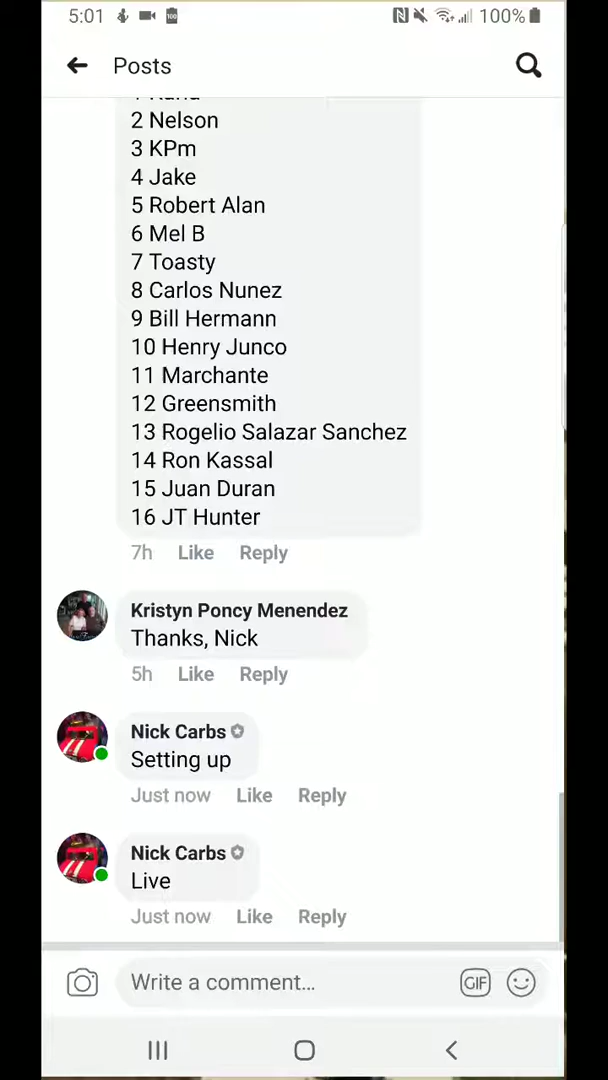 5:01 100%
Posts
2 Nelson
3 KPm
4 Jake
5 Robert Alan
6 Mel B
7 Toasty
8 Carlos Nunez
9 Bill Hermann
10 Henry Junco
11 Marchante
12 Greensmith
13 Rogelio Salazar Sanchez
14 Ron Kassal
15 Juan Duran
16 JT Hunter
7h Like Reply
Kristyn Poncy Menendez
Thanks, Nick
5h Like Reply
Nick Carbs
Setting up
Just now Like Reply
Nick Carbs
Live
Just now Like Reply
Write a comment...
GIF